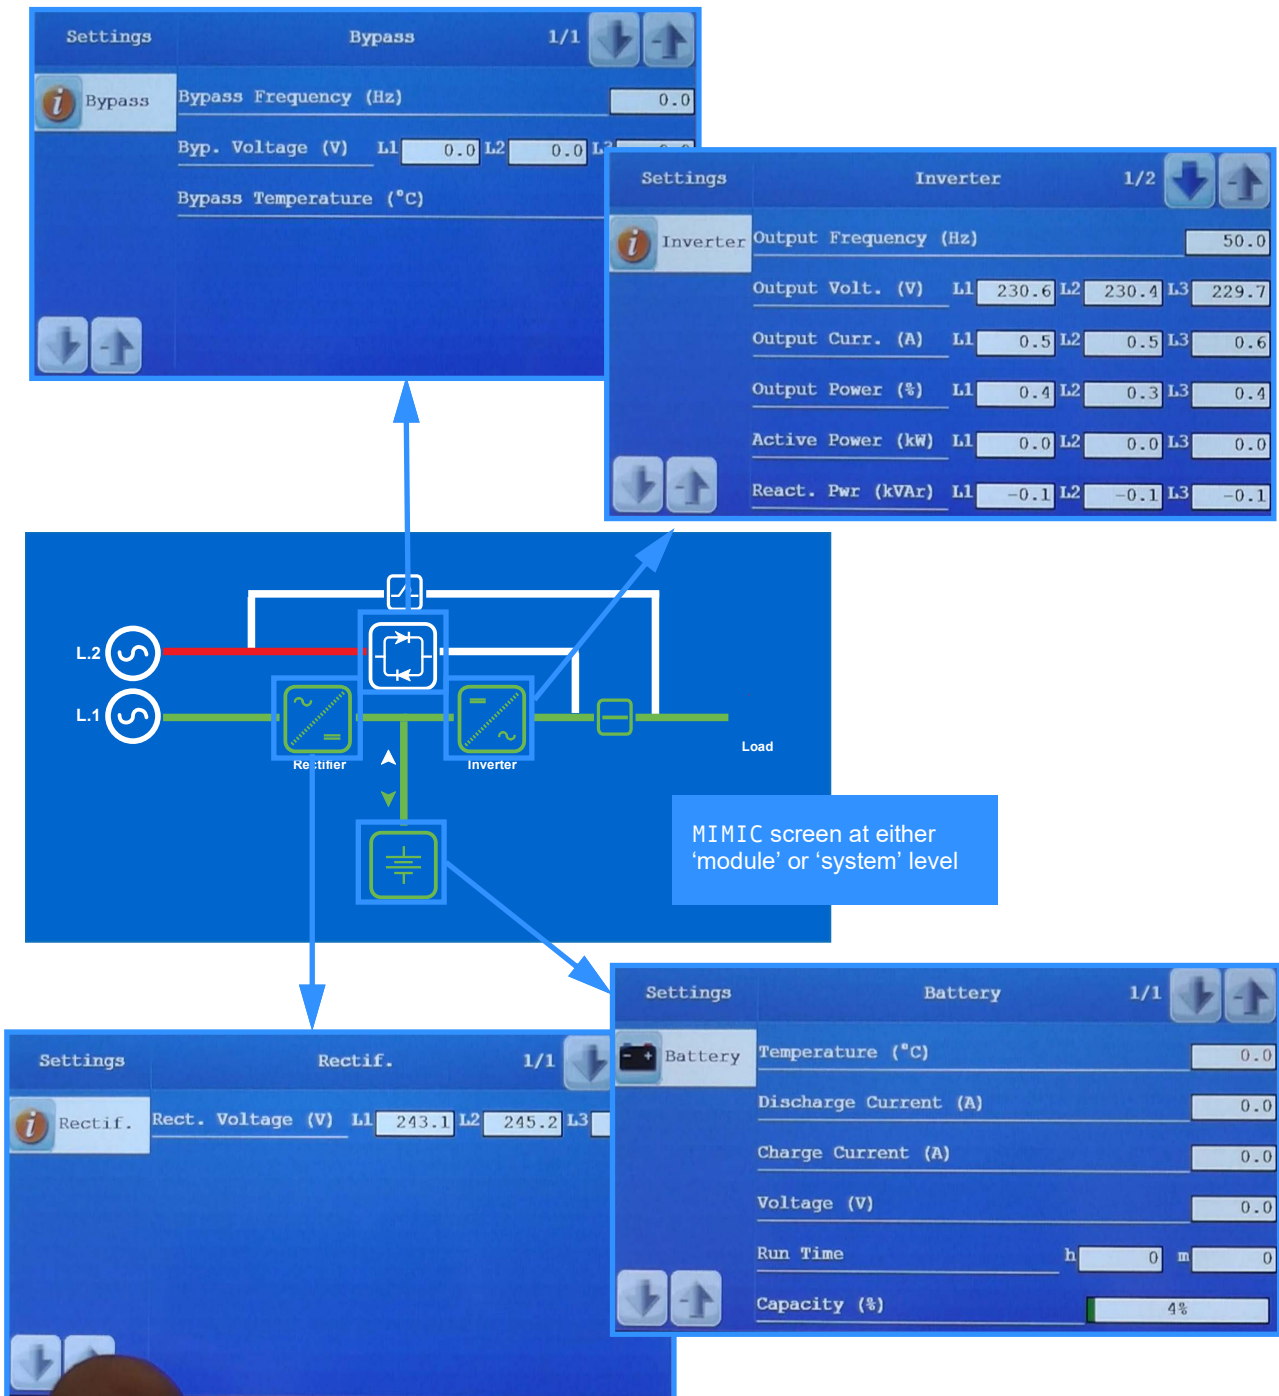 Settings Bypass 1/1
Bypass
Bypass Frequency (Hz) 0.0
Byp. Voltage (V) L1 0.0 L2 0.0
Bypass Temperature (°C)
Settings Inverter 1/2
Inverter
Output Frequency (Hz) 50.0
Output Volt. (V) L1 230.6 L2 230.4 L3 229.7
Output Curr. (A) L1 0.5 L2 0.5 L3 0.6
Output Power (%) L1 0.4 L2 0.3 L3 0.4
Active Power (kW) L1 0.0 L2 0.0 L3 0.0
React. Pwr (kVAr) L1 -0.1 L2 -0.1 L3 -0.1
L.2
L.1
Rectifier
Inverter
Load
MIMIC screen at either
‘module’ or ‘system’ level
Settings Rectif. 1/1
Rectif.
Rect. Voltage (V) L1 243.1 L2 245.2 L3
Settings Battery 1/1
Battery
Temperature (°C) 0.0
Discharge Current (A) 0.0
Charge Current (A) 0.0
Voltage (V) 0.0
Run Time h 0 m 0
Capacity (%) 4%